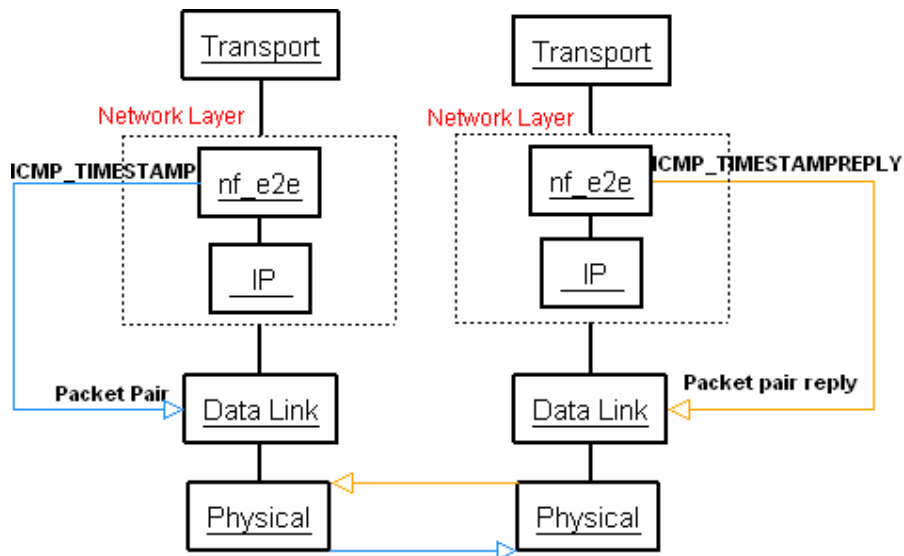 Transport
Transport
Network Layer
Network Layer
ICMP_TIMESTAMP
nf_e2e
nf_e2e
ICMP_TIMESTAMPREPLY
IP
IP
Packet Pair
Packet pair reply
Data Link
Data Link
Physical
Physical